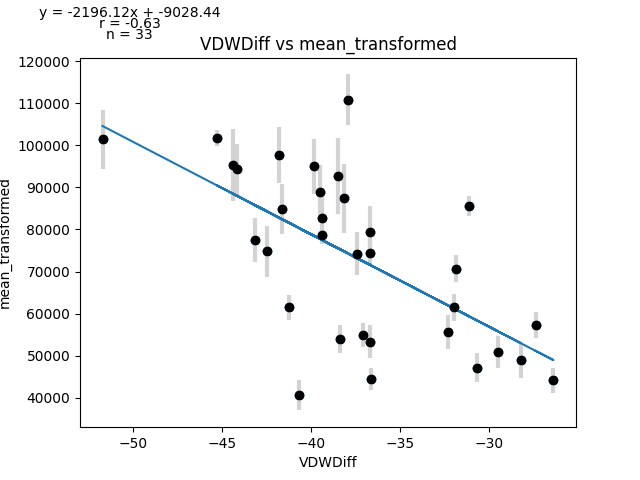 y = -2196.12x + -9028.44
r = -0.63
n = 33
VDWDiff vs mean_transformed
120000
110000
100000
90000
80000
70000
60000
50000
40000
mean_transformed
−50
−45
−40
−35
−30
VDWDiff